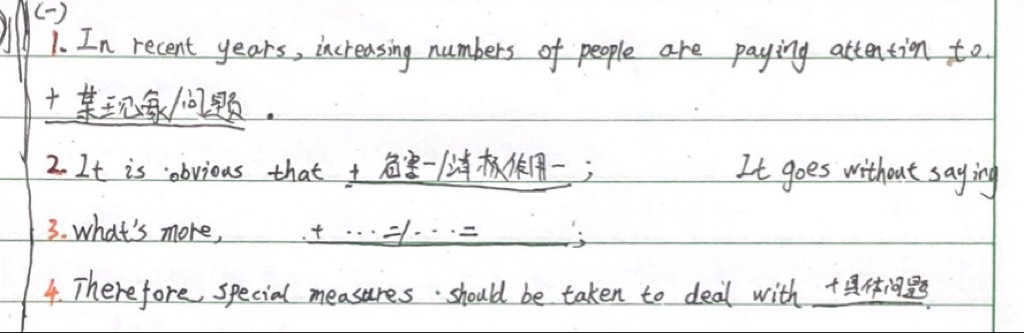 (一)
1. In recent years, increasing numbers of people are paying attention to.
+ 某现象/问题.
2. It is obvious that + 危害一/消极作用一; It goes without saying
3. what's more, + ...二/...二;
4. Therefore, special measures should be taken to deal with +具体问题.